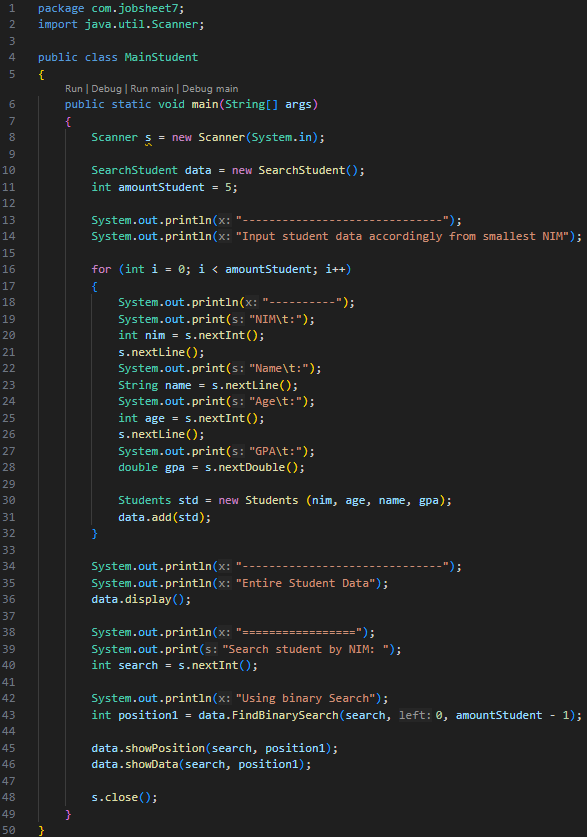 1 package com.jobsheet7;
2 import java.util.Scanner;
3
4 public class MainStudent
5 {
Run | Debug | Run main | Debug main
6     public static void main(String[] args)
7     {
8         Scanner s = new Scanner(System.in);
9
10         SearchStudent data = new SearchStudent();
11         int amountStudent = 5;
12
13         System.out.println(x: "------------------------------");
14         System.out.println(x: "Input student data accordingly from smallest NIM");
15
16         for (int i = 0; i < amountStudent; i++)
17         {
18             System.out.println(x: "----------");
19             System.out.print(s: "NIM\t:");
20             int nim = s.nextInt();
21             s.nextLine();
22             System.out.print(s: "Name\t:");
23             String name = s.nextLine();
24             System.out.print(s: "Age\t:");
25             int age = s.nextInt();
26             s.nextLine();
27             System.out.print(s: "GPA\t:");
28             double gpa = s.nextDouble();
29
30             Students std = new Students (nim, age, name, gpa);
31             data.add(std);
32         }
33
34         System.out.println(x: "------------------------------");
35         System.out.println(x: "Entire Student Data");
36         data.display();
37
38         System.out.println(x: "=================");
39         System.out.print(s: "Search student by NIM: ");
40         int search = s.nextInt();
41
42         System.out.println(x: "Using binary Search");
43         int position1 = data.FindBinarySearch(search, left: 0, amountStudent - 1);
44
45         data.showPosition(search, position1);
46         data.showData(search, position1);
47
48         s.close();
49     }
50 }